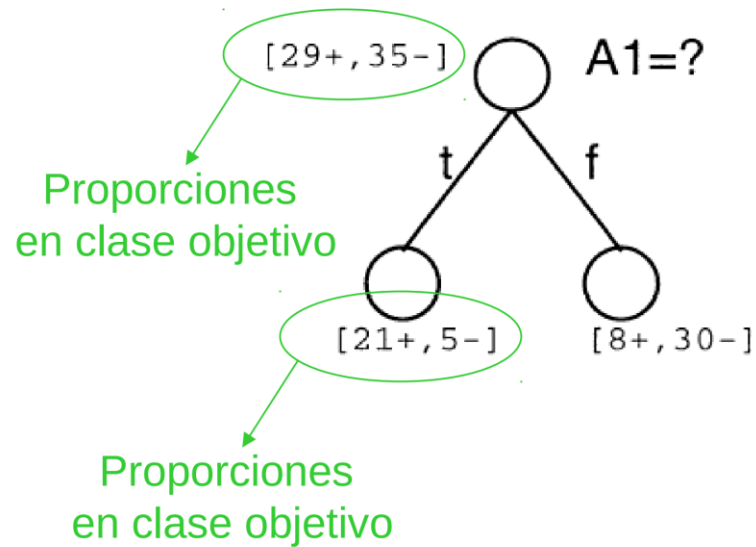 [29+,35-]
A1=?
t
f
Proporciones
en clase objetivo
[21+,5-]
[8+,30-]
Proporciones
en clase objetivo